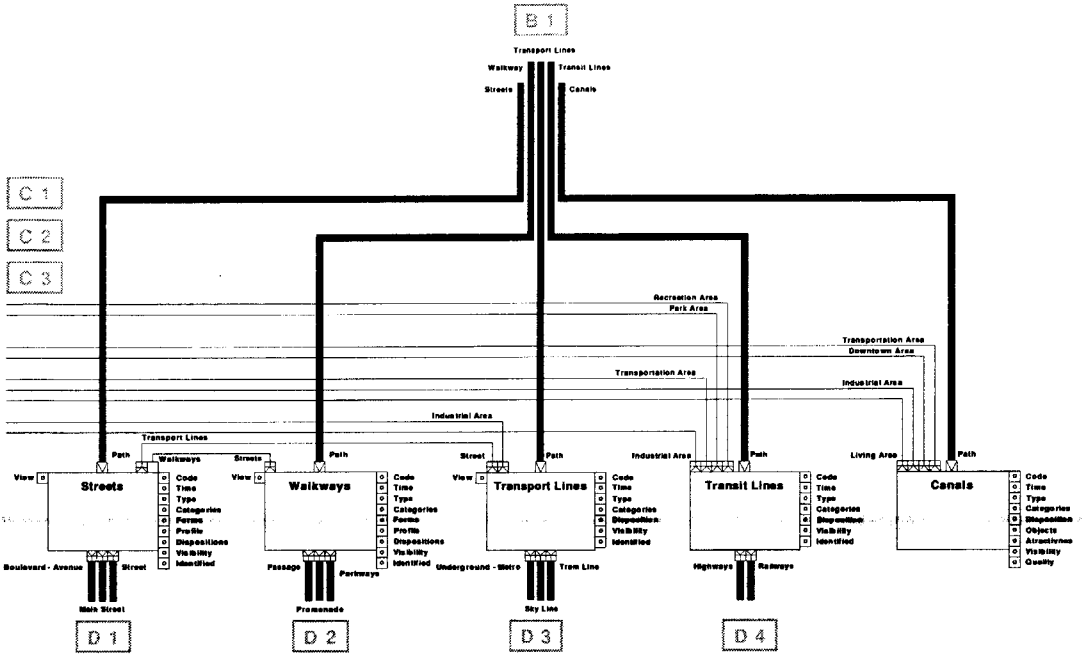 B 1
Transport Lines
Walkway Transit Lines
Streets Canals
C 1
C 2
C 3
Recreation Area
Park Area
Transportation Area
Downtown Area
Transportation Area
Industrial Area
Industrial Area
Transport Lines
Path Walkways Streets Path Street Path Industrial Area Path Living Area Path
View Streets
Code
Time
Type
Categories
Forms
Profile
Dispositions
Visibility
Identified
Boulevard - Avenue Street
Main Street
D 1
View Walkways
Code
Time
Type
Categories
Forms
Profile
Dispositions
Visibility
Identified
Passage Parkways
Promenade
D 2
View Transport Lines
Code
Time
Type
Categories
Disposition
Visibility
Identified
Underground - Metro Tram Line
Sky Line
D 3
Transit Lines
Code
Time
Type
Categories
Disposition
Visibility
Identified
Highways Railways
D 4
Canals
Code
Time
Type
Categories
Disposition
Objects
Atractivnes
Visibility
Quality